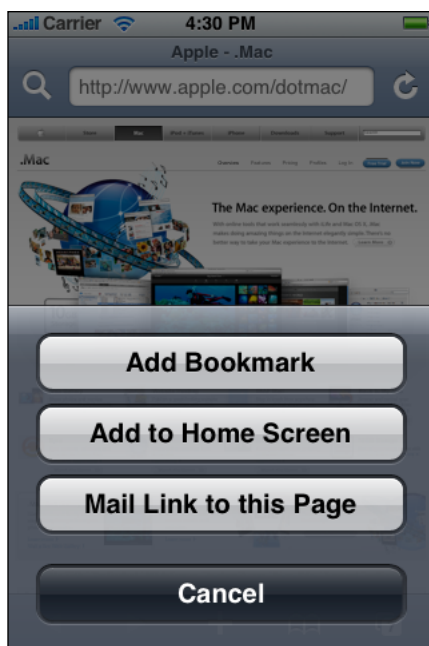 Carrier 4:30 PM
Apple - .Mac
http://www.apple.com/dotmac/
Mac
.Mac
The Mac experience. On the Internet.
Add Bookmark
Add to Home Screen
Mail Link to this Page
Cancel